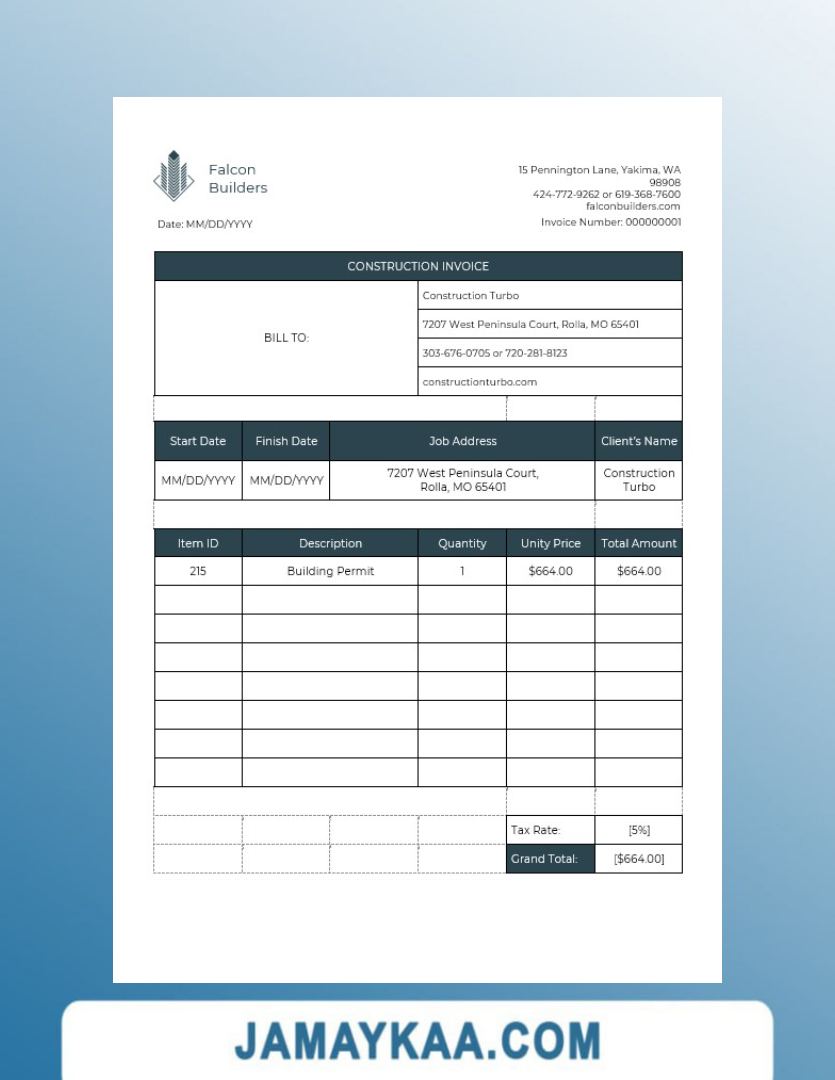 Falcon
Builders
15 Pennington Lane, Yakima, WA
98908
424-772-9262 or 619-368-7600
falconbuilders.com
Date: MM/DD/YYYY
Invoice Number: 000000001
CONSTRUCTION INVOICE
BILL TO:
Construction Turbo
7207 West Peninsula Court, Rolla, MO 65401
303-676-0705 or 720-281-8123
constructionturbo.com
Start Date Finish Date Job Address Client's Name
MM/DD/YYYY MM/DD/YYYY 7207 West Peninsula Court, Construction
Rolla, MO 65401 Turbo
Item ID Description Quantity Unity Price Total Amount
215 Building Permit 1 $664.00 $664.00
Tax Rate: [5%]
Grand Total: [$664.00]
JAMAYKAA.COM